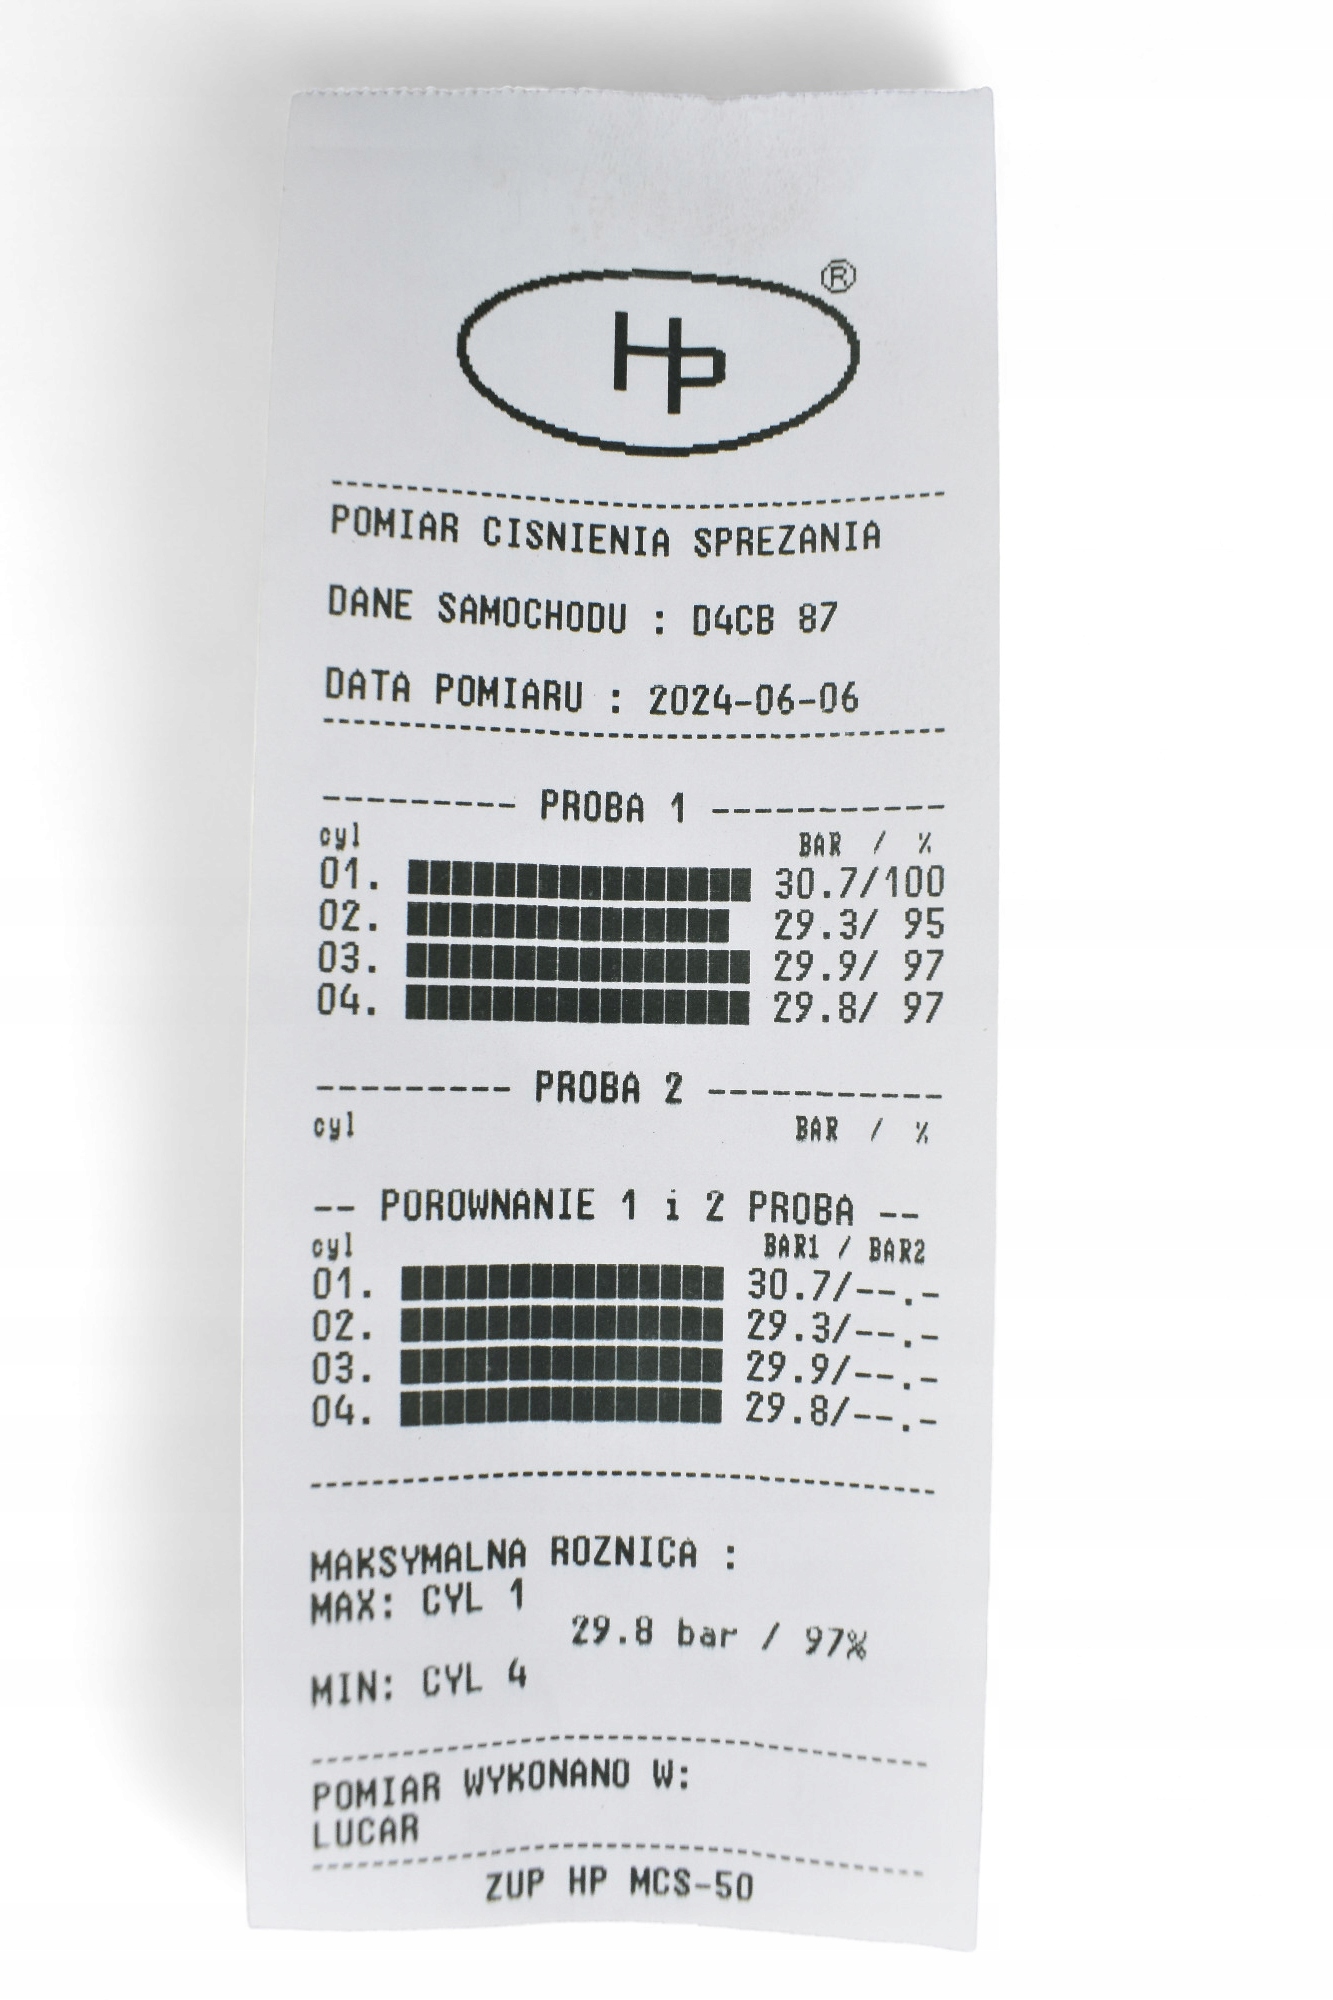 HP ®
POMIAR CISNIENIA SPREZANIA
DANE SAMOCHODU : D4CB 87
DATA POMIARU : 2024-06-06
--------- PROBA 1 -----------
cyl BAR / %
01. 30.7/100
02. 29.3/ 95
03. 29.9/ 97
04. 29.8/ 97
--------- PROBA 2 -----------
cyl BAR / %
-- POROWNANIE 1 i 2 PROBA --
cyl BAR1 / BAR2
01. 30.7/--.-
02. 29.3/--.-
03. 29.9/--.-
04. 29.8/--.-
MAKSYMALNA ROZNICA :
MAX: CYL 1
29.8 bar / 97%
MIN: CYL 4
POMIAR WYKONANO W:
LUCAR
ZUP HP MCS-50